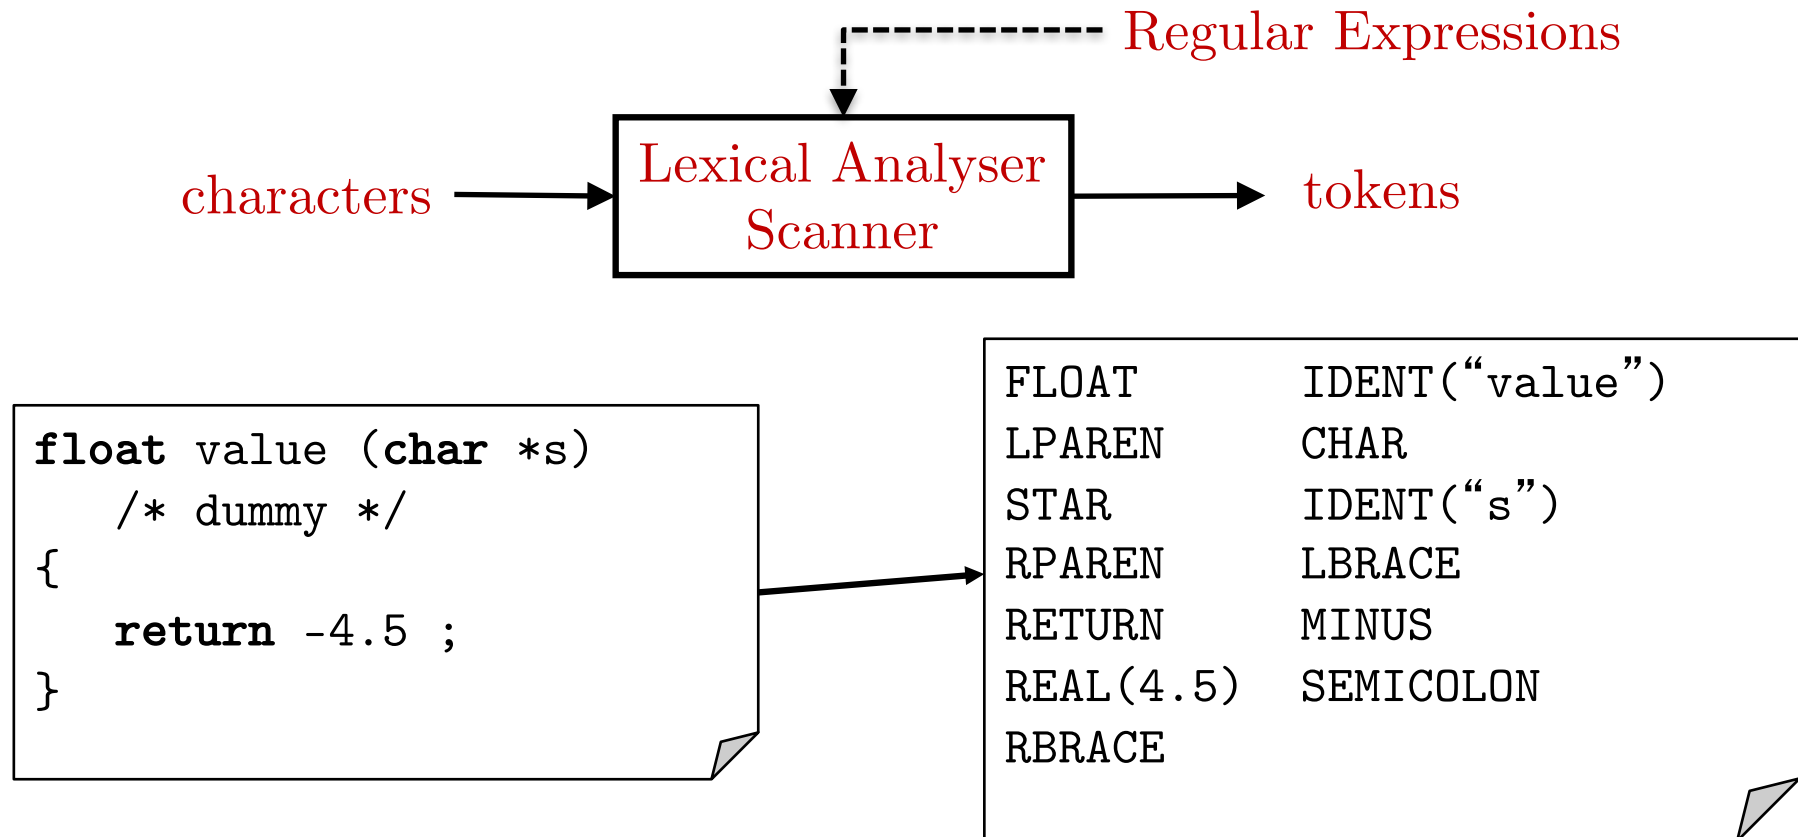 Regular Expressions
characters
Lexical Analyser
Scanner
tokens
float value (char *s)
/* dummy */
{
return -4.5 ;
}
FLOAT IDENT(“value”)
LPAREN CHAR
STAR IDENT(“s”)
RPAREN LBRACE
RETURN MINUS
REAL(4.5) SEMICOLON
RBRACE